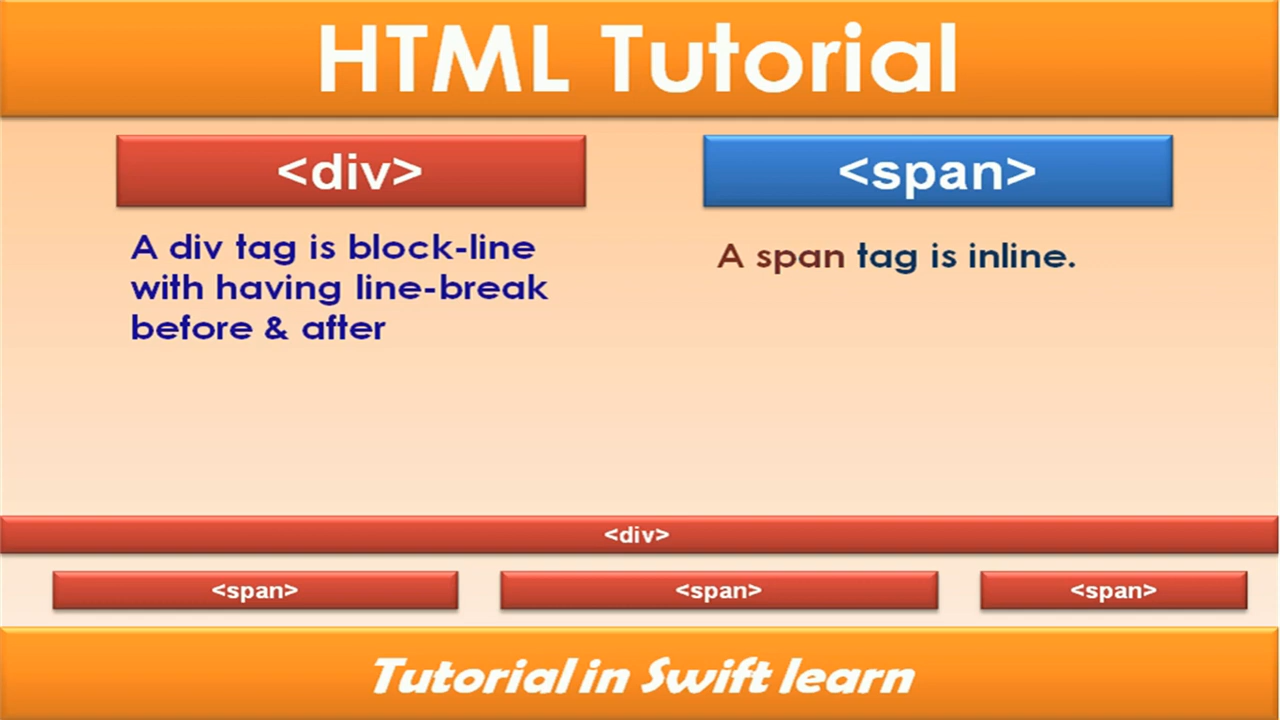 HTML Tutorial
<div>
<span>
A div tag is block-line
with having line-break
before & after
A span tag is inline.
<div>
<span> <span> <span>
Tutorial in Swift learn